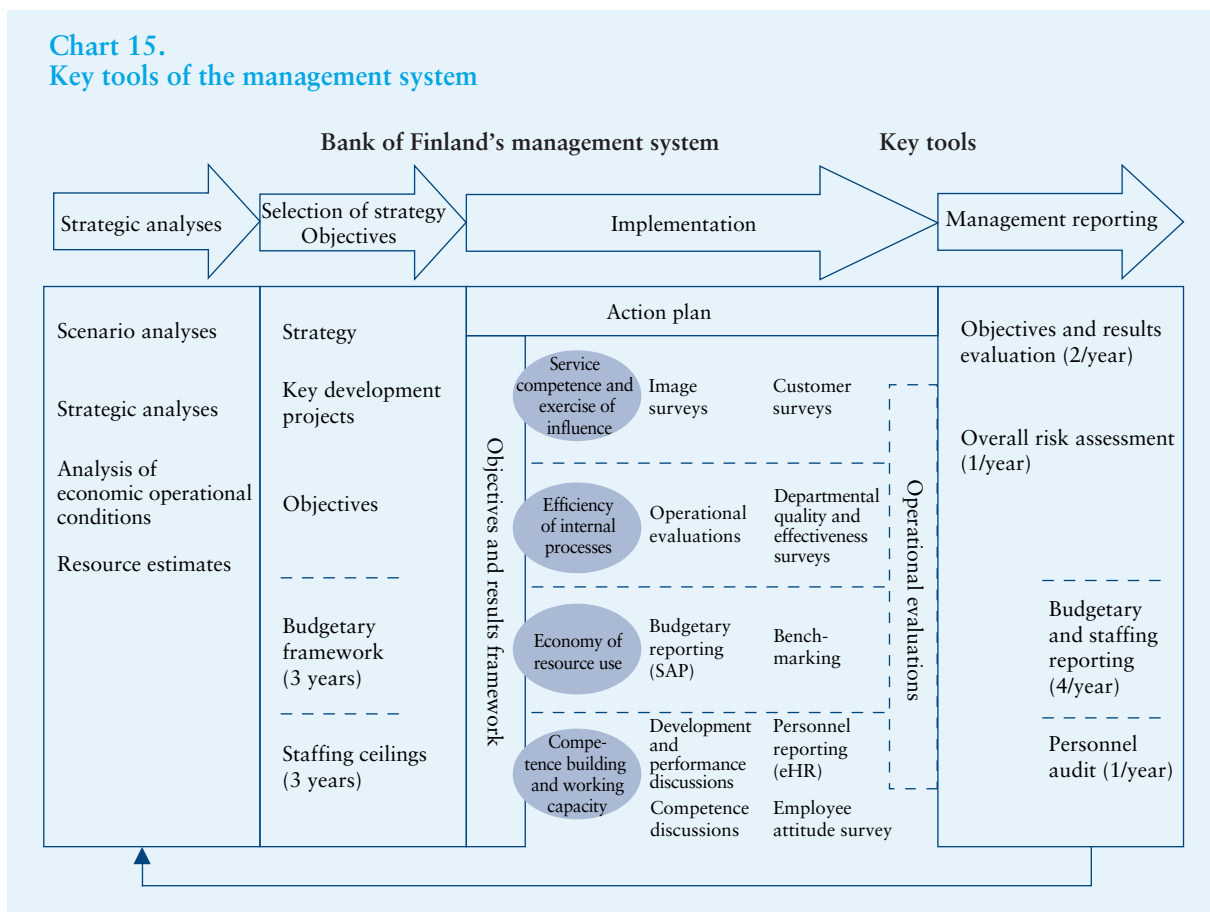 Chart 15.
Key tools of the management system
Bank of Finland's management system
Key tools
Strategic analyses
Selection of strategy
Objectives
Implementation
Management reporting
Scenario analyses
Strategic analyses
Analysis of
economic operational
conditions
Resource estimates
Strategy
Key development
projects
Objectives
Budgetary
framework
(3 years)
Staffing ceilings
(3 years)
Action plan
Objectives and results framework
Service
competence and
exercise of
influence
Image
surveys
Customer
surveys
Efficiency
of internal
processes
Operational
evaluations
Departmental
quality and
effectiveness
surveys
Economy of
resource use
Budgetary
reporting
(SAP)
Bench-
marking
Compe-
tence building
and working
capacity
Development
and
performance
discussions
Competence
discussions
Personnel
reporting
(eHR)
Employee
attitude survey
Operational evaluations
Objectives and results
evaluation (2/year)
Overall risk assessment
(1/year)
Budgetary
and staffing
reporting
(4/year)
Personnel
audit (1/year)